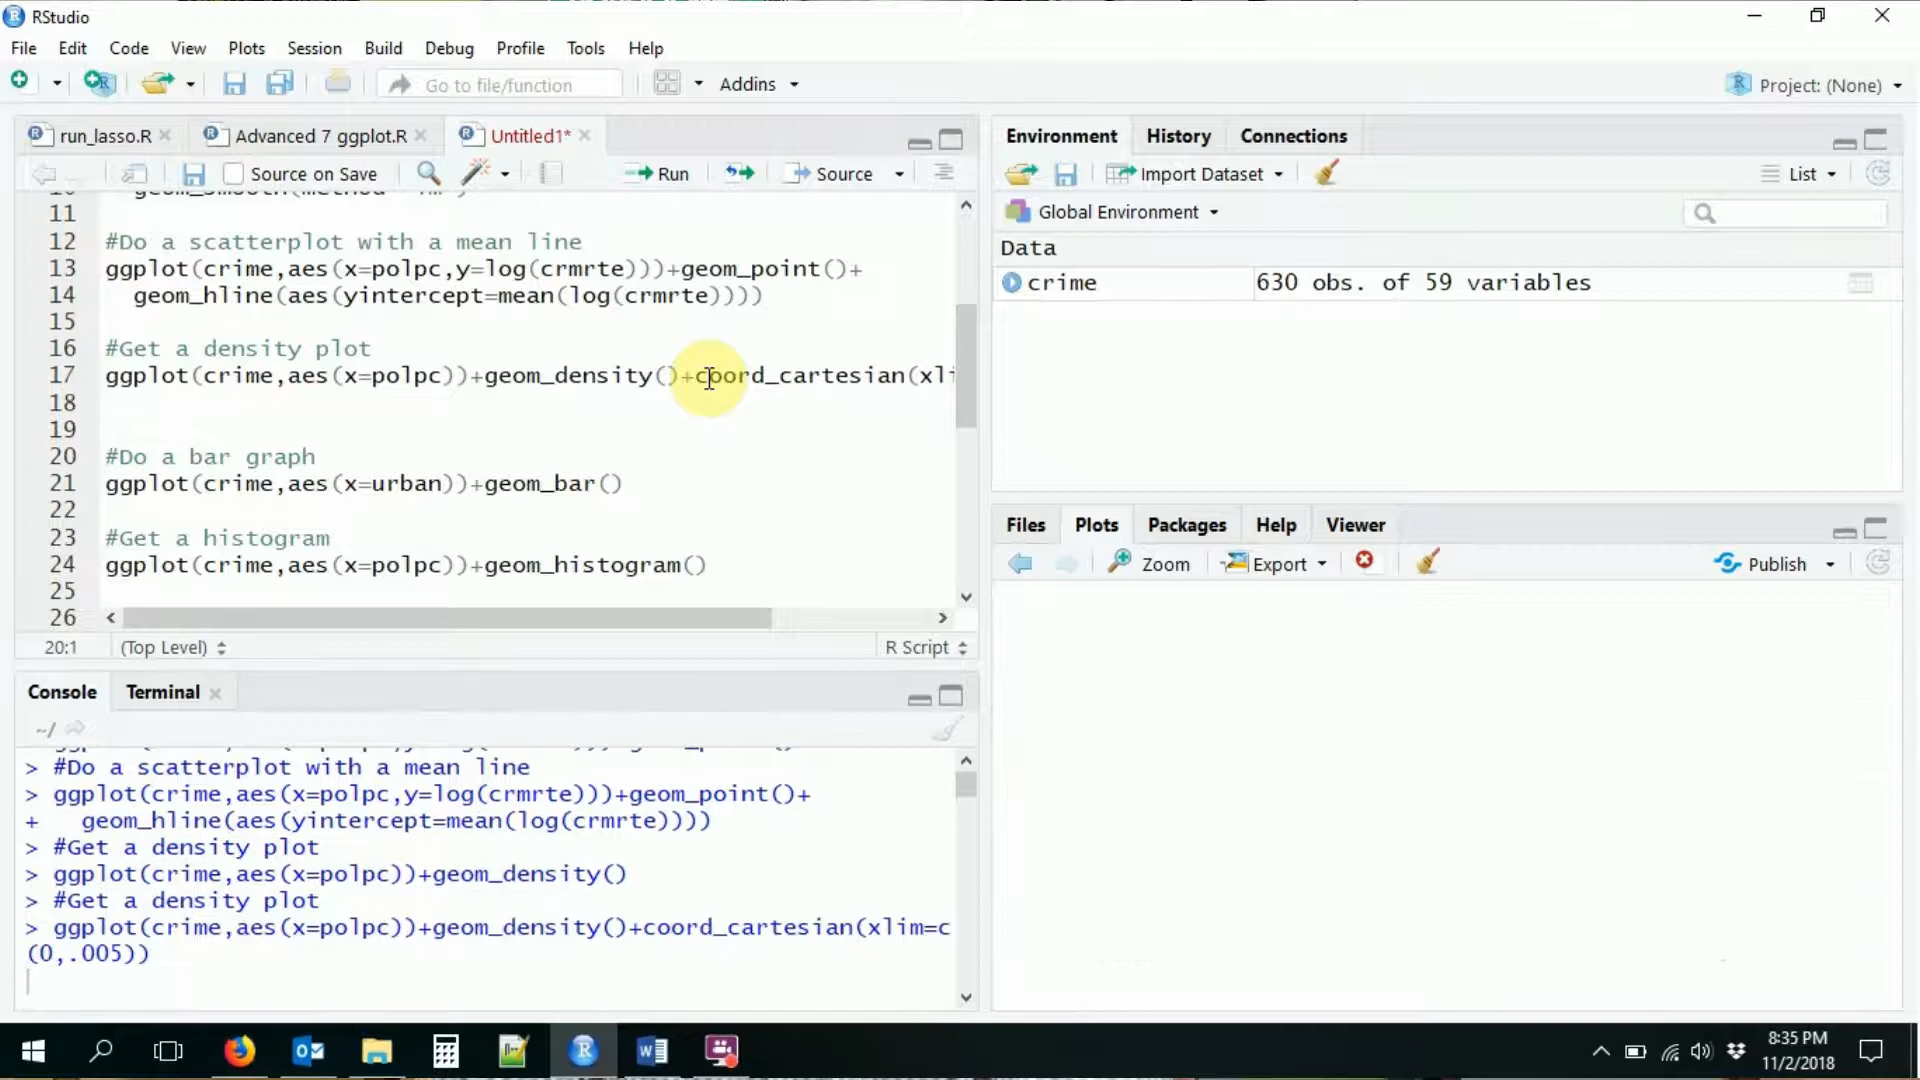 RStudio
File Edit Code View Plots Session Build Debug Profile Tools Help
Go to file/function Addins Project: (None)
run_lasso.R Advanced 7 ggplot.R Untitled1*
Source on Save Run Source
11
12 #Do a scatterplot with a mean line
13 ggplot(crime,aes(x=polpc,y=log(crmrte)))+geom_point()+
14 geom_hline(aes(yintercept=mean(log(crmrte))))
15
16 #Get a density plot
17 ggplot(crime,aes(x=polpc))+geom_density()+coord_cartesian(xli
18
19
20 #Do a bar graph
21 ggplot(crime,aes(x=urban))+geom_bar()
22
23 #Get a histogram
24 ggplot(crime,aes(x=polpc))+geom_histogram()
25
26
20:1 (Top Level) R Script
Console Terminal
~/
> #Do a scatterplot with a mean line
> ggplot(crime,aes(x=polpc,y=log(crmrte)))+geom_point()+
+ geom_hline(aes(yintercept=mean(log(crmrte))))
> #Get a density plot
> ggplot(crime,aes(x=polpc))+geom_density()
> #Get a density plot
> ggplot(crime,aes(x=polpc))+geom_density()+coord_cartesian(xlim=c
(0,.005))
Environment History Connections
Import Dataset List
Global Environment
Data
crime 630 obs. of 59 variables
Files Plots Packages Help Viewer
Zoom Export Publish
8:35 PM
11/2/2018